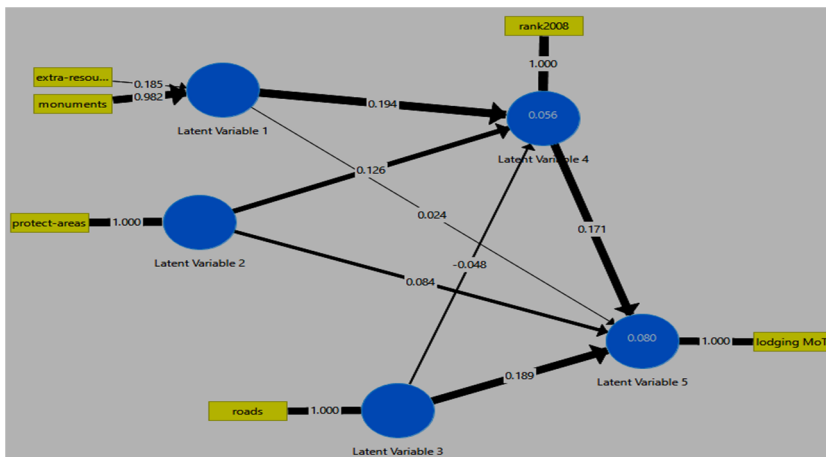 rank2008
1.000
extra-resou...
0.185
monuments
0.982
Latent Variable 1
0.194
0.056
Latent Variable 4
0.126
protect-areas
1.000
Latent Variable 2
0.024
0.171
-0.048
0.084
0.080
1.000
lodging MoT
Latent Variable 5
0.189
roads
1.000
Latent Variable 3